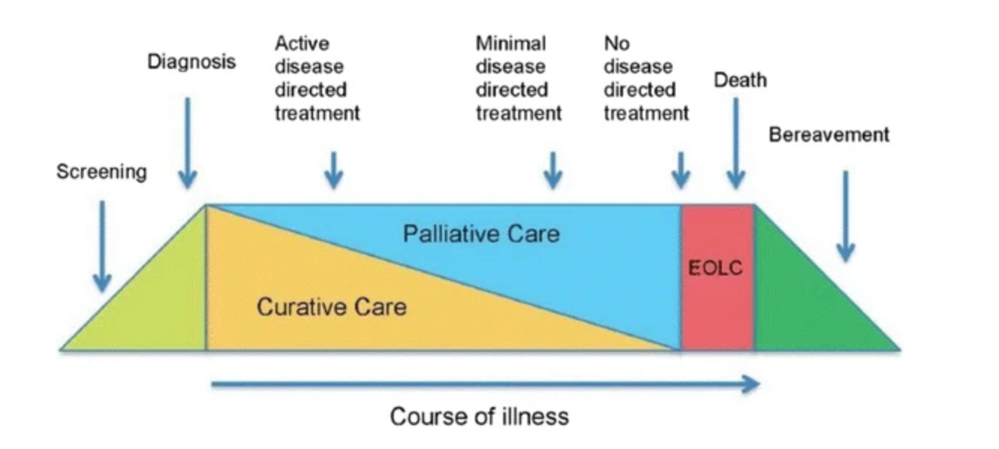 Screening
Diagnosis
Active
disease
directed
treatment
Minimal
disease
directed
treatment
No
disease
directed
treatment
Death
Bereavement
Palliative Care
Curative Care
EOLC
Course of illness